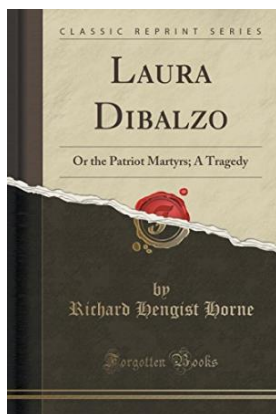 CLASSIC REPRINT SERIES
LAURA
DIBALZO
Or the Patriot Martyrs; A Tragedy
by
Richard Hengist Horne
Forgotten Books